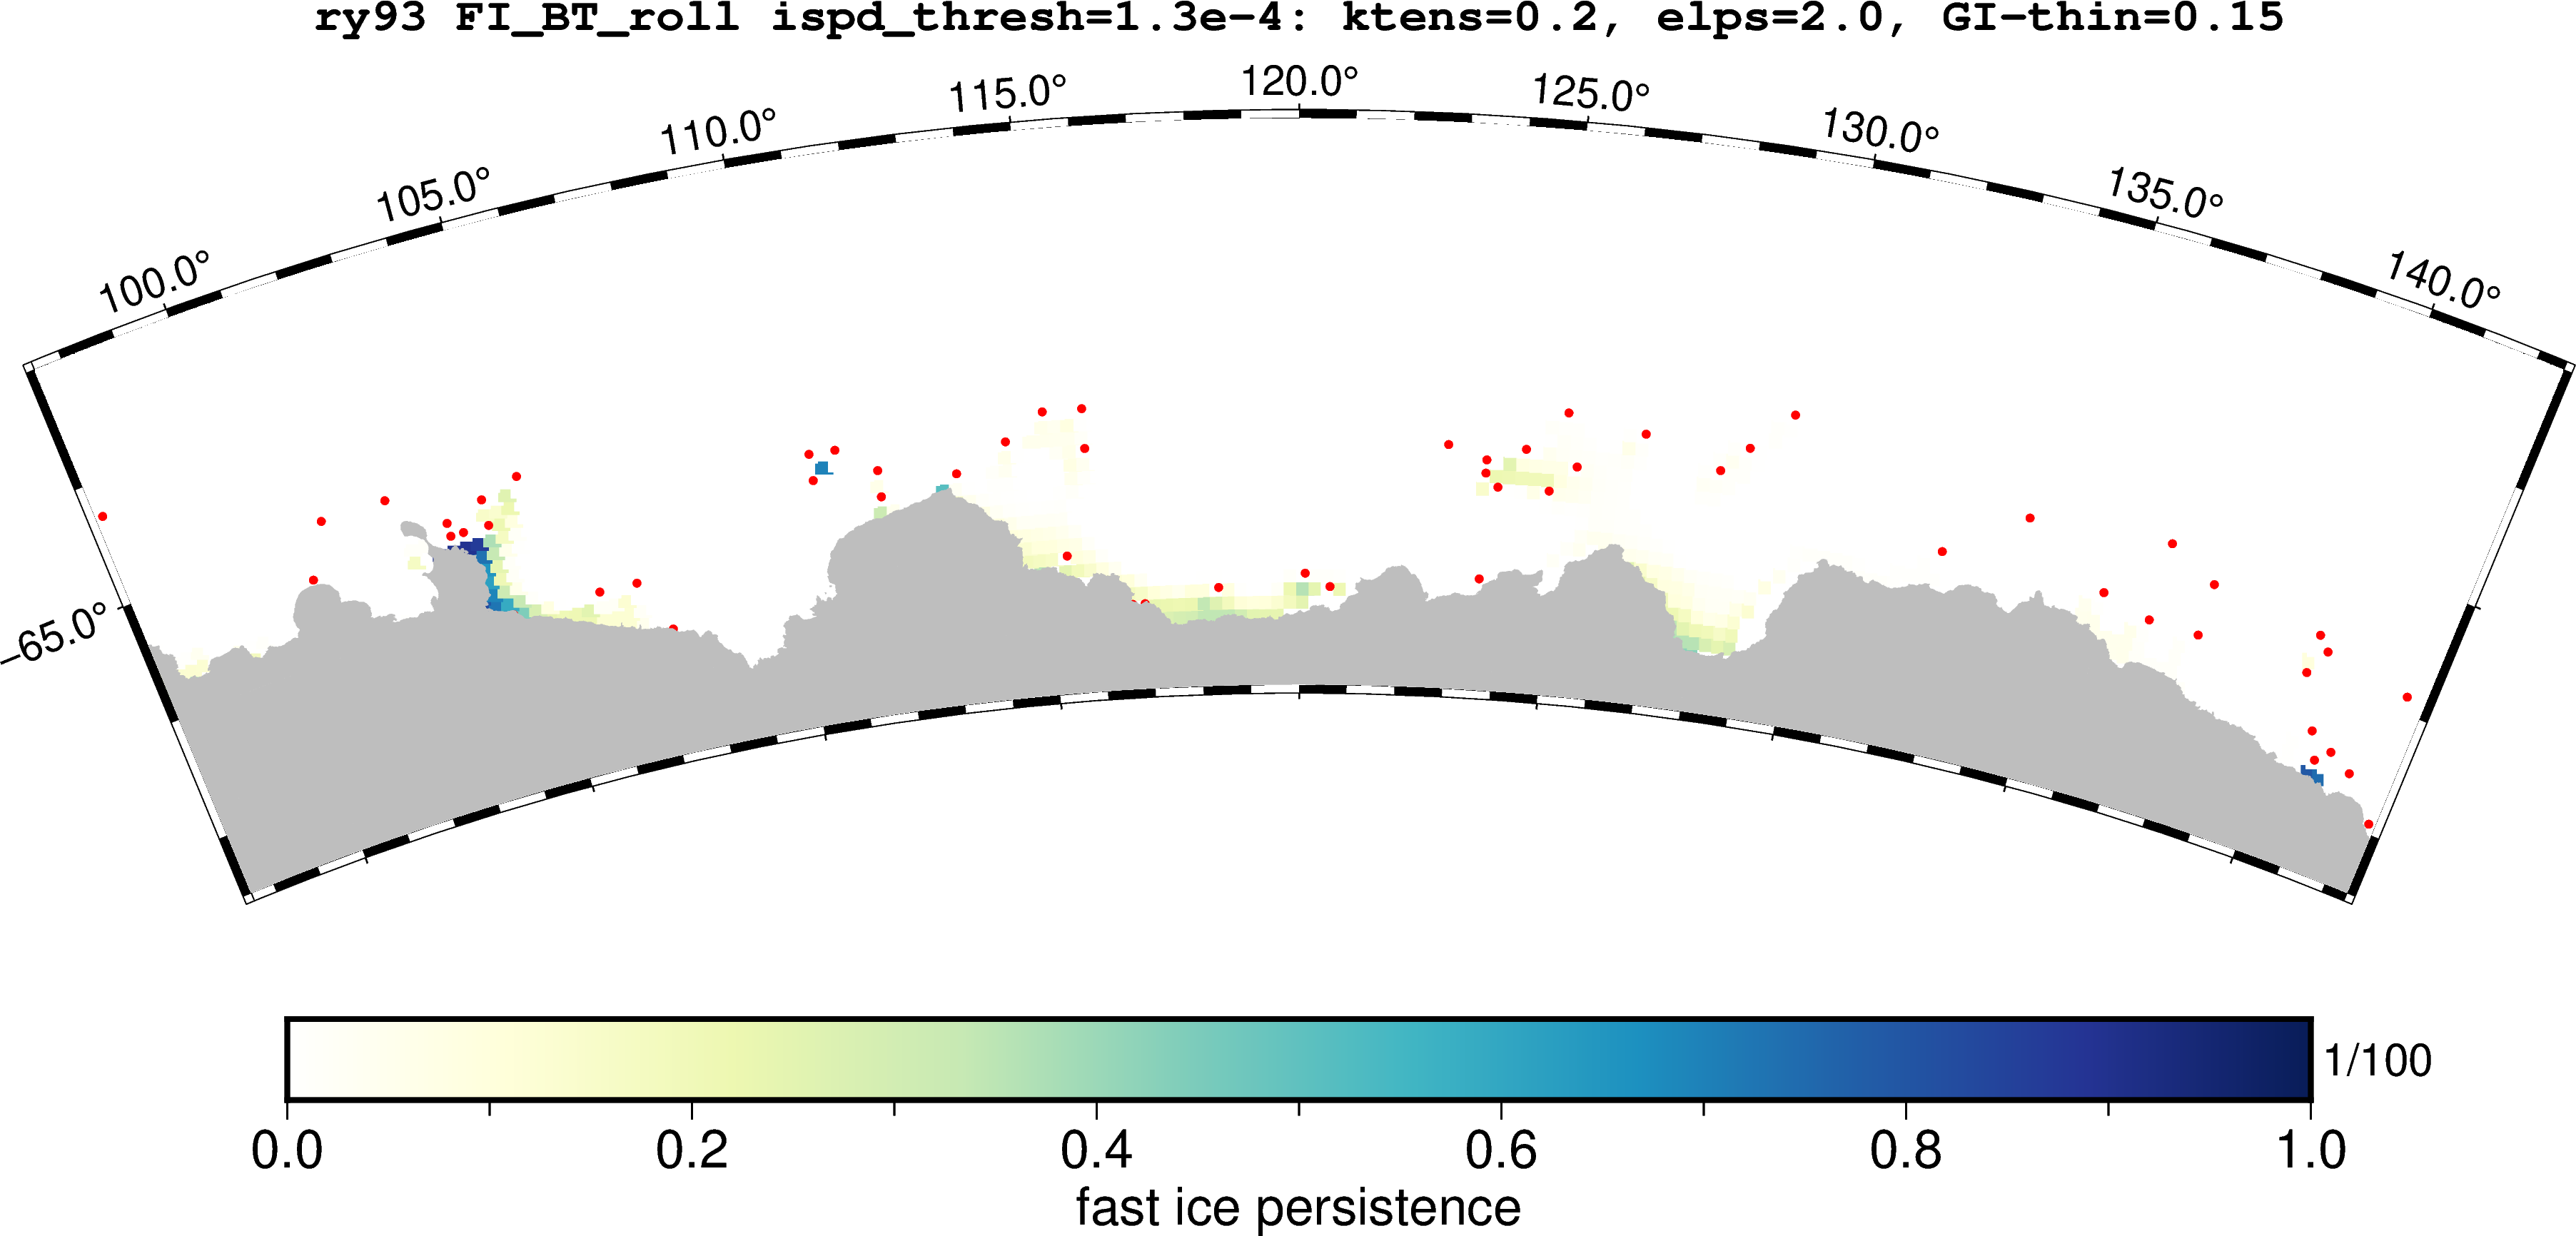 ry93 FI_BT_roll ispd_thresh=1.3e-4: ktens=0.2, elps=2.0, GI-thin=0.15
100.0° 105.0° 110.0° 115.0° 120.0° 125.0° 130.0° 135.0° 140.0°
-65.0°
1/100
0.0 0.2 0.4 0.6 0.8 1.0
fast ice persistence